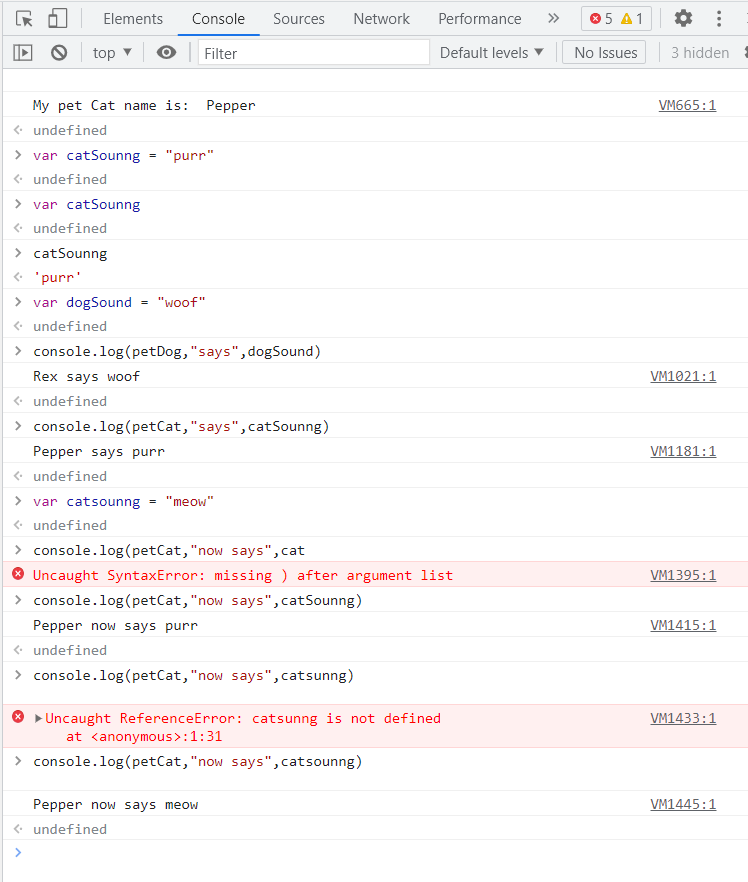 Elements Console Sources Network Performance 5 1
top Filter Default levels No Issues 3 hidden
My pet Cat name is:  Pepper VM665:1
undefined
var catSounng = "purr"
undefined
var catSounng
undefined
catSounng
'purr'
var dogSound = "woof"
undefined
console.log(petDog,"says",dogSound)
Rex says woof VM1021:1
undefined
console.log(petCat,"says",catSounng)
Pepper says purr VM1181:1
undefined
var catsounng = "meow"
undefined
console.log(petCat,"now says",cat
Uncaught SyntaxError: missing ) after argument list VM1395:1
console.log(petCat,"now says",catSounng)
Pepper now says purr VM1415:1
undefined
console.log(petCat,"now says",catsunng)
Uncaught ReferenceError: catsunng is not defined VM1433:1
at <anonymous>:1:31
console.log(petCat,"now says",catsounng)
Pepper now says meow VM1445:1
undefined